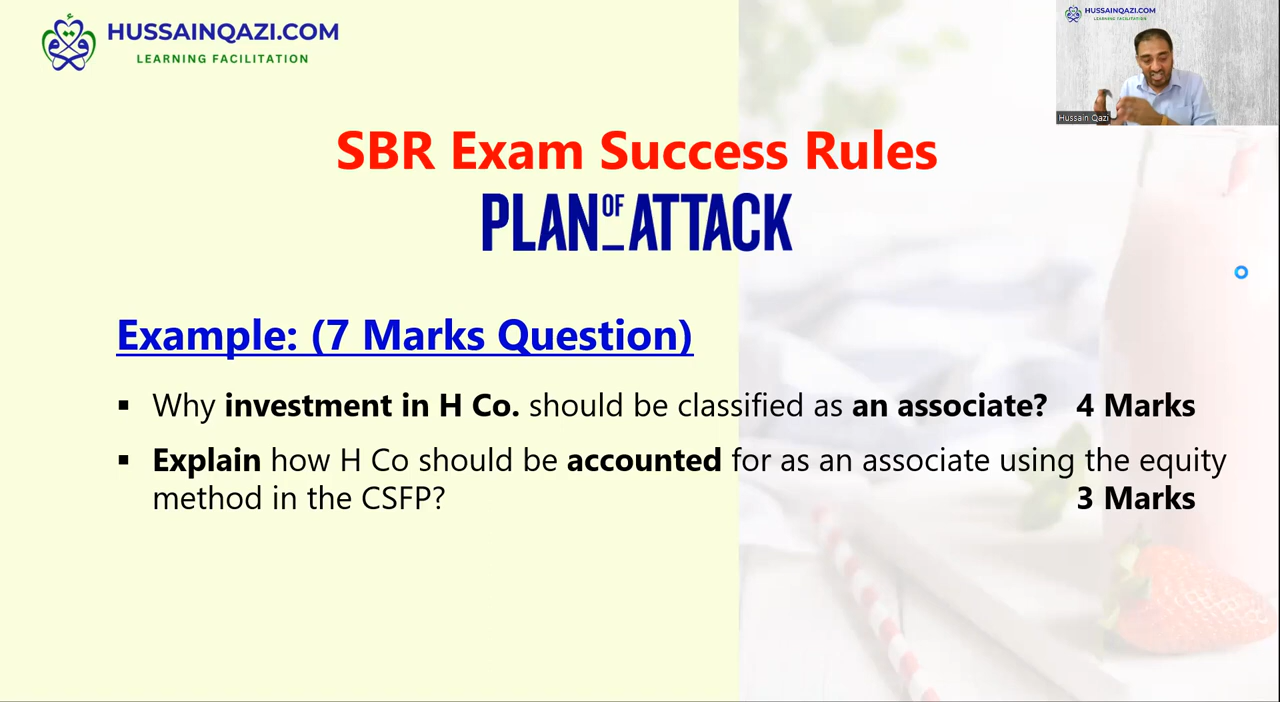 HUSSAINQAZI.COM
LEARNING FACILITATION
HUSSAINQAZI.COM
LEARNING FACILITATION
Hussain Qazi
SBR Exam Success Rules
PLAN OF ATTACK
Example: (7 Marks Question)
▪ Why investment in H Co. should be classified as an associate? 4 Marks
▪ Explain how H Co should be accounted for as an associate using the equity
method in the CSFP? 3 Marks